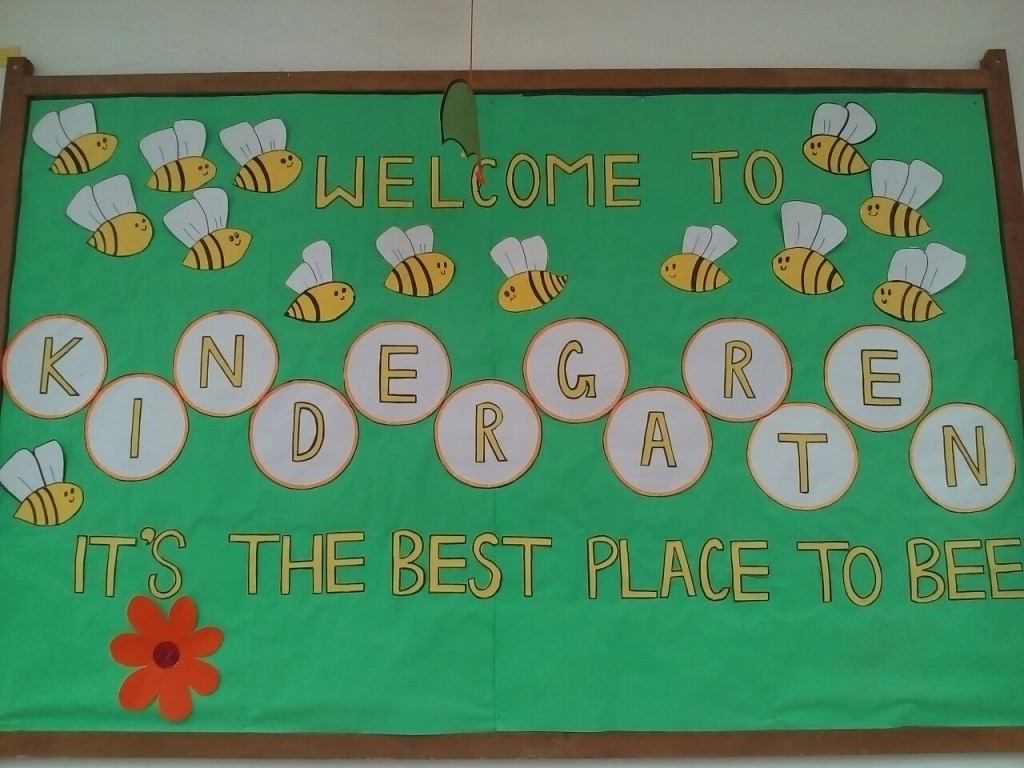 WELCOME TO
KINDERGARTEN
IT'S THE BEST PLACE TO BEE